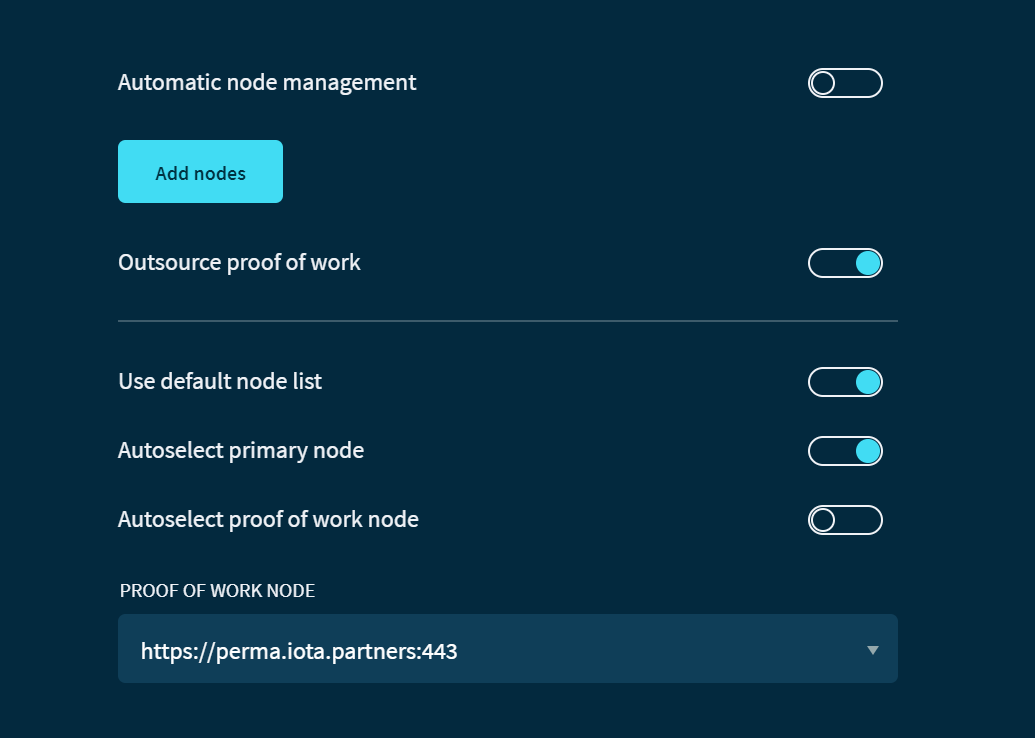 Automatic node management
Add nodes
Outsource proof of work
Use default node list
Autoselect primary node
Autoselect proof of work node
PROOF OF WORK NODE
https://perma.iota.partners:443